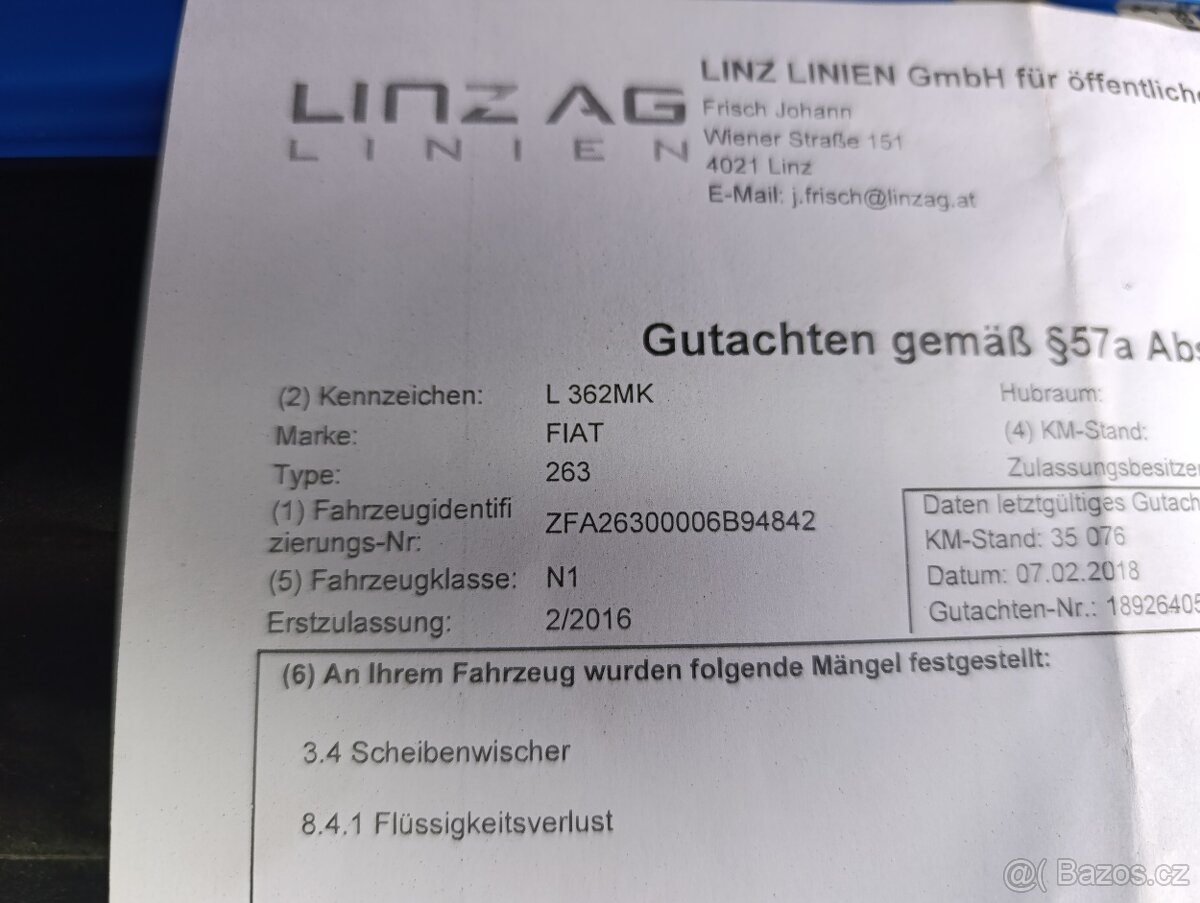 LINZ AG
LINIEN
LINZ LINIEN GmbH für öffentliche
Frisch Johann
Wiener Straße 151
4021 Linz
E-Mail: j.frisch@linzag.at
Gutachten gemäß §57a Abs
(2) Kennzeichen: L 362MK
Hubraum:
Marke: FIAT
(4) KM-Stand:
Type: 263
Zulassungsbesitzer
(1) Fahrzeugidentifi
zierungs-Nr: ZFA26300006B94842
(5) Fahrzeugklasse: N1
Erstzulassung: 2/2016
Daten letztgültiges Gutach
KM-Stand: 35 076
Datum: 07.02.2018
Gutachten-Nr.: 18926405
(6) An Ihrem Fahrzeug wurden folgende Mängel festgestellt:
3.4 Scheibenwischer
8.4.1 Flüssigkeitsverlust
@( Bazos.cz